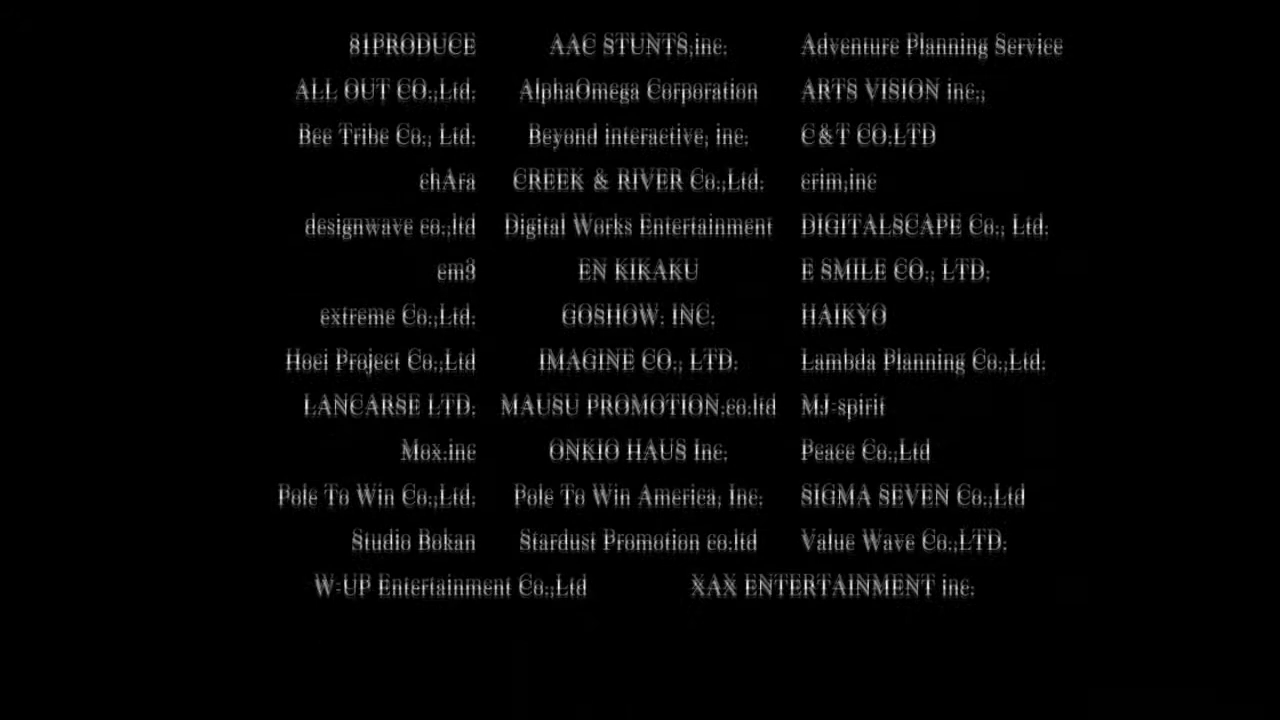 81PRODUCE AAC STUNTS,inc. Adventure Planning Service
ALL OUT CO.,Ltd. AlphaOmega Corporation ARTS VISION inc.,
Bee Tribe Co., Ltd. Beyond interactive, inc. C&T CO.LTD
chAra CREEK & RIVER Co.,Ltd. crim,inc
designwave co.,ltd Digital Works Entertainment DIGITALSCAPE Co., Ltd.
em3 EN KIKAKU E SMILE CO., LTD.
extreme Co.,Ltd. GOSHOW. INC. HAIKYO
Hoei Project Co.,Ltd IMAGINE CO., LTD. Lambda Planning Co.,Ltd.
LANCARSE LTD. MAUSU PROMOTION.co.ltd MJ-spirit
Mox.inc ONKIO HAUS Inc. Peace Co.,Ltd
Pole To Win Co.,Ltd. Pole To Win America, Inc. SIGMA SEVEN Co.,Ltd
Studio Bokan Stardust Promotion co.ltd Value Wave Co.,LTD.
W-UP Entertainment Co.,Ltd XAX ENTERTAINMENT inc.